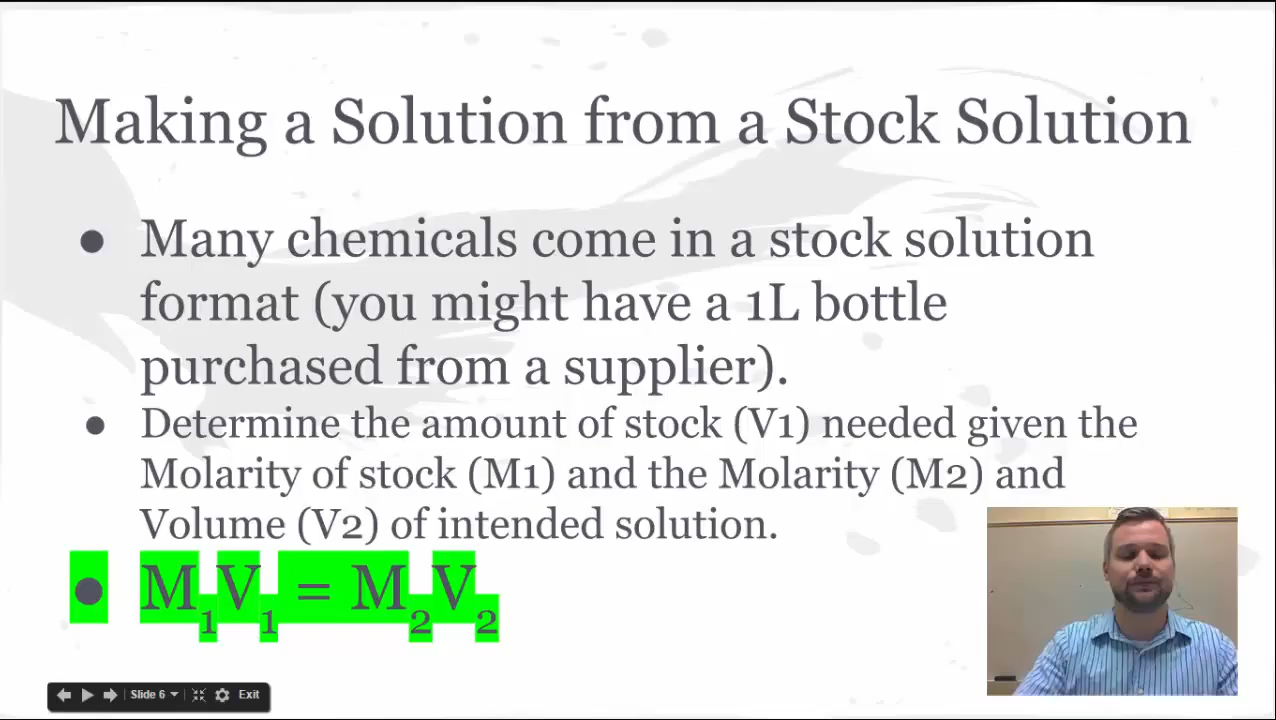 Making a Solution from a Stock Solution
● Many chemicals come in a stock solution
format (you might have a 1L bottle
purchased from a supplier).
● Determine the amount of stock (V1) needed given the
Molarity of stock (M1) and the Molarity (M2) and
Volume (V2) of intended solution.
● M₁V₁ = M₂V₂
Slide 6 Exit